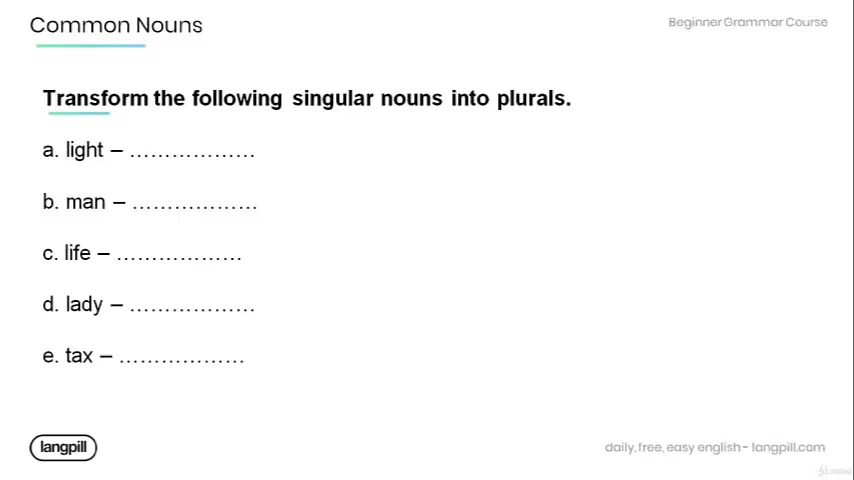 Common Nouns
Beginner Grammar Course
Transform the following singular nouns into plurals.
a. light – ………………
b. man – ………………
c. life – ………………
d. lady – ………………
e. tax – ………………
langpill
daily, free, easy english - langpill.com